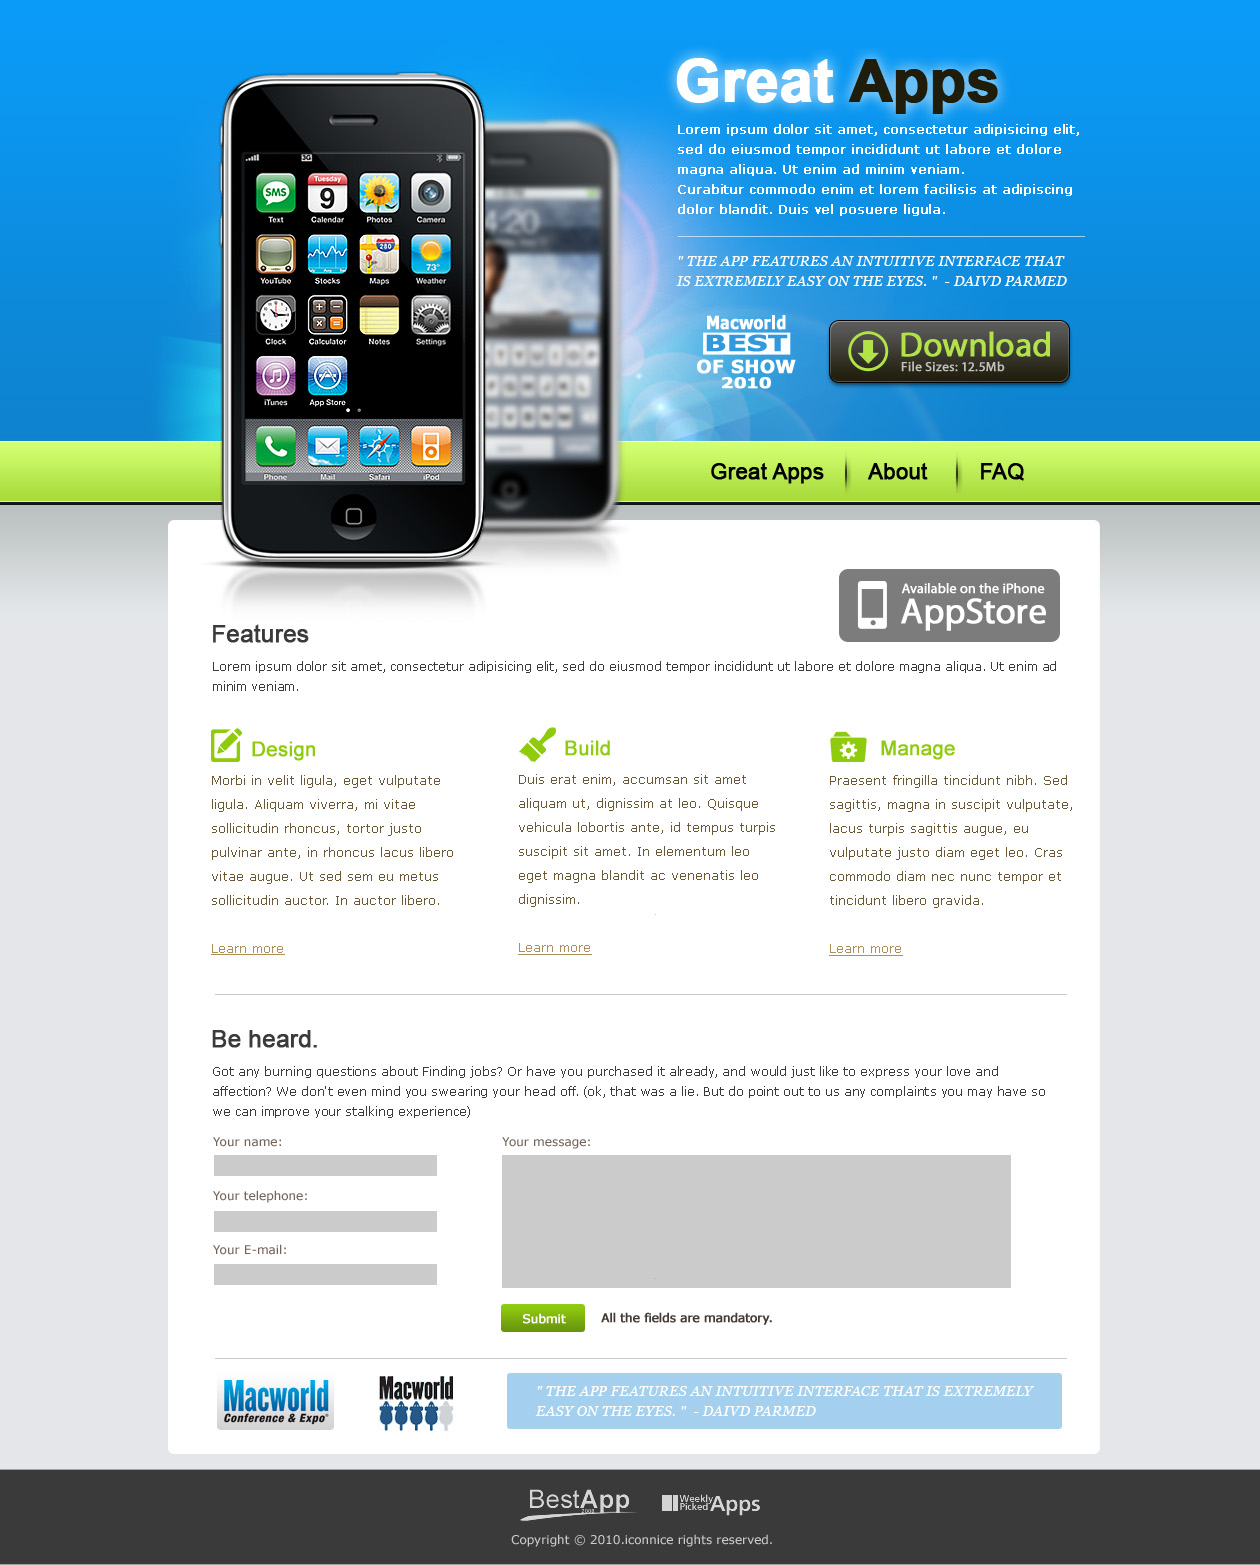 Great Apps
Lorem ipsum dolor sit amet, consectetur adipisicing elit,
sed do eiusmod tempor incididunt ut labore et dolore
magna aliqua. Ut enim ad minim veniam.
Curabitur commodo enim et lorem facilisis at adipiscing
dolor blandit. Duis vel posuere ligula.
" THE APP FEATURES AN INTUITIVE INTERFACE THAT
IS EXTREMELY EASY ON THE EYES. " - DAIVD PARMED
Macworld
BEST
OF SHOW
2010
Download
File Sizes: 12.5Mb
3G
SMS
Tuesday
9
280
Text Calendar Photos Camera
73°
YouTube Stocks Maps Weather
Clock Calculator Notes Settings
iTunes App Store
Phone Mail Safari iPod
4:20
Great Apps About FAQ
Available on the iPhone
AppStore
Features
Lorem ipsum dolor sit amet, consectetur adipisicing elit, sed do eiusmod tempor incididunt ut labore et dolore magna aliqua. Ut enim ad
minim veniam.
Design
Morbi in velit ligula, eget vulputate
ligula. Aliquam viverra, mi vitae
sollicitudin rhoncus, tortor justo
pulvinar ante, in rhoncus lacus libero
vitae augue. Ut sed sem eu metus
sollicitudin auctor. In auctor libero.
Learn more
Build
Duis erat enim, accumsan sit amet
aliquam ut, dignissim at leo. Quisque
vehicula lobortis ante, id tempus turpis
suscipit sit amet. In elementum leo
eget magna blandit ac venenatis leo
dignissim.
Learn more
Manage
Praesent fringilla tincidunt nibh. Sed
sagittis, magna in suscipit vulputate,
lacus turpis sagittis augue, eu
vulputate justo diam eget leo. Cras
commodo diam nec nunc tempor et
tincidunt libero gravida.
Learn more
Be heard.
Got any burning questions about Finding jobs? Or have you purchased it already, and would just like to express your love and
affection? We don't even mind you swearing your head off. (ok, that was a lie. But do point out to us any complaints you may have so
we can improve your stalking experience)
Your name:
Your telephone:
Your E-mail:
Your message:
Submit All the fields are mandatory.
Macworld
Conference & Expo
Macworld
" THE APP FEATURES AN INTUITIVE INTERFACE THAT IS EXTREMELY
EASY ON THE EYES. " - DAIVD PARMED
BestApp
Weekly
Picked Apps
Copyright © 2010.iconnice rights reserved.